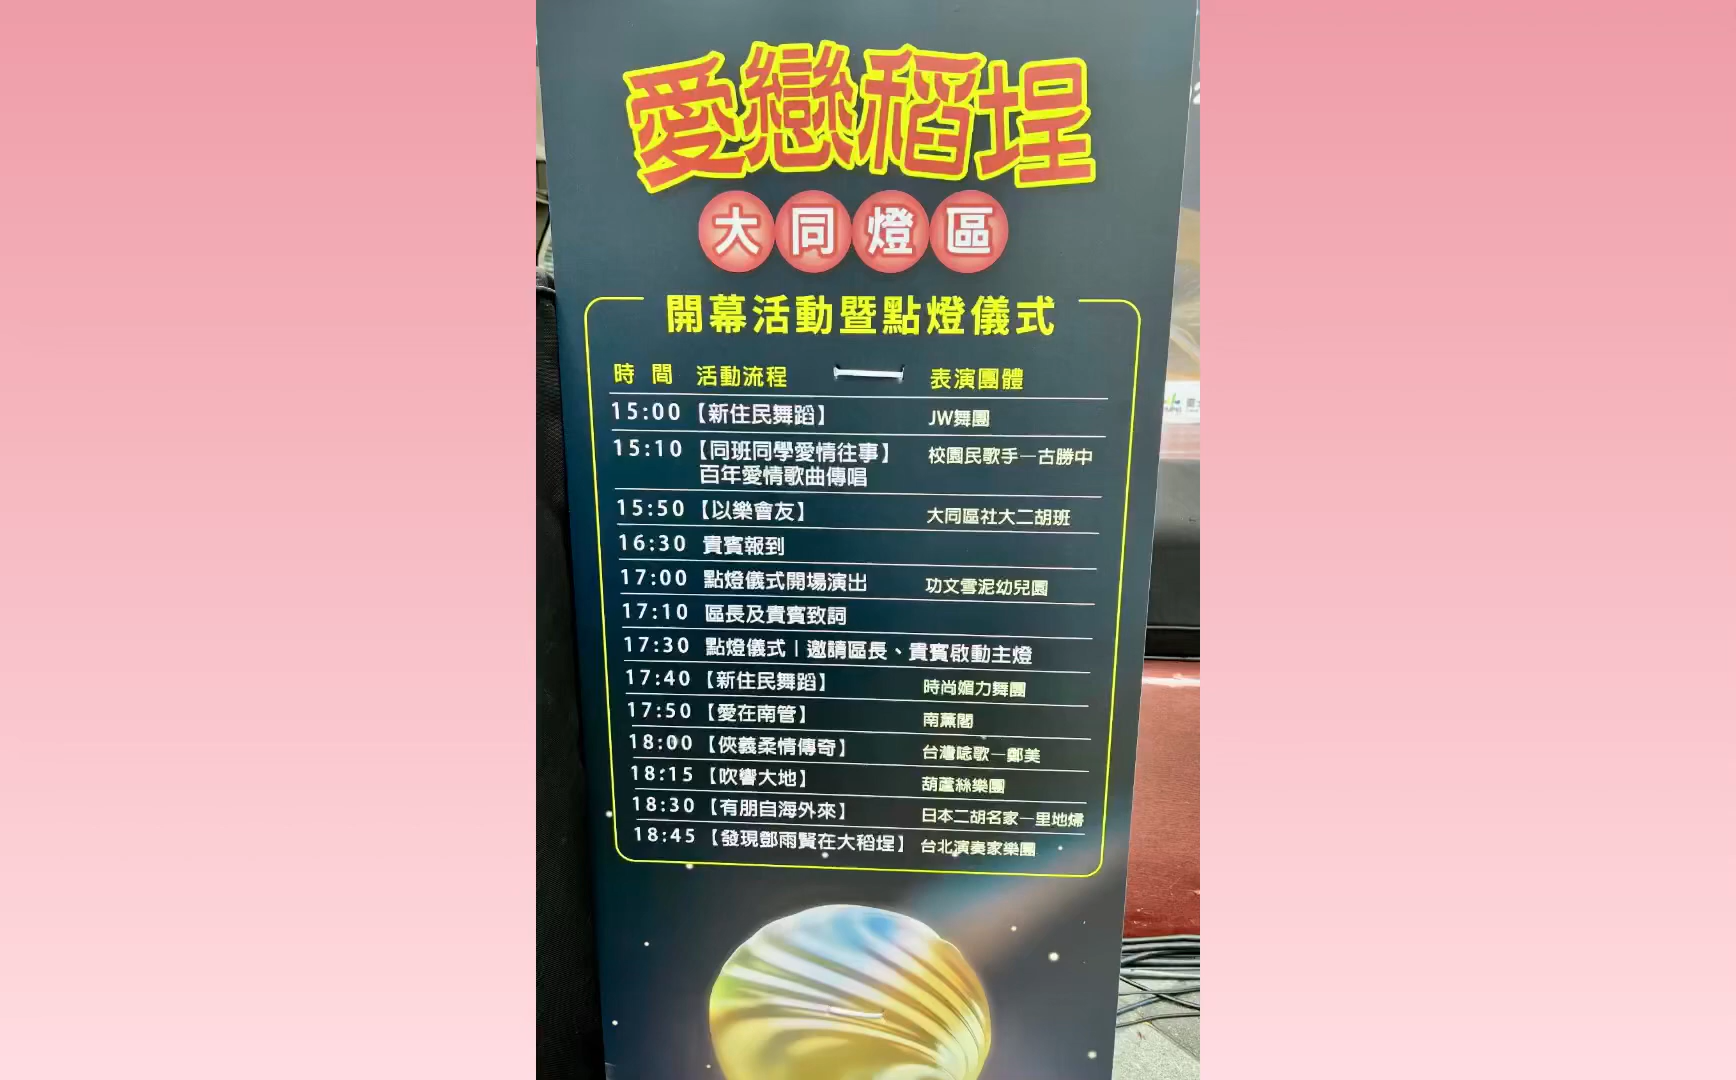 愛戀稻埕
大同燈區
開幕活動暨點燈儀式
時 間 活動流程 表演團體
15:00 【新住民舞蹈】 JW舞團
15:10 【同班同學愛情往事】 校園民歌手—古勝中
百年愛情歌曲傳唱
15:50 【以樂會友】 大同區社大二胡班
16:30 貴賓報到
17:00 點燈儀式開場演出 功文雲泥幼兒園
17:10 區長及貴賓致詞
17:30 點燈儀式|邀請區長、貴賓啟動主燈
17:40 【新住民舞蹈】 時尚媚力舞團
17:50 【愛在南管】 南薰閣
18:00 【俠義柔情傳奇】 台灣唸歌—鄭美
18:15 【吹響大地】 葫蘆絲樂團
18:30 【有朋自海外來】 日本二胡名家—里地帰
18:45 【發現鄧雨賢在大稻埕】 台北演奏家樂團